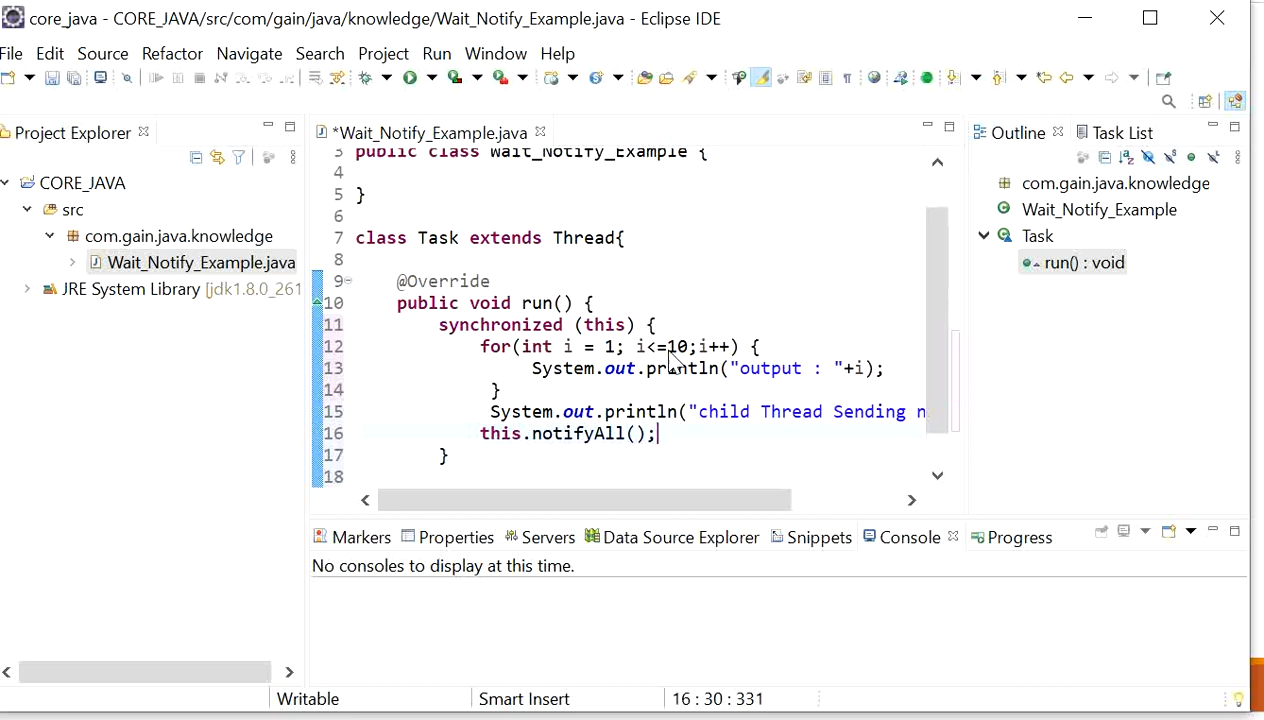 core_java - CORE_JAVA/src/com/gain/java/knowledge/Wait_Notify_Example.java - Eclipse IDE
File Edit Source Refactor Navigate Search Project Run Window Help
Project Explorer
CORE_JAVA
src
com.gain.java.knowledge
Wait_Notify_Example.java
JRE System Library [jdk1.8.0_261
*Wait_Notify_Example.java
3 public class Wait_Notify_Example {
4
5 }
6
7 class Task extends Thread{
8
9 @Override
10 public void run() {
11 synchronized (this) {
12 for(int i = 1; i<=10;i++) {
13 System.out.println("output : "+i);
14 }
15 System.out.println("child Thread Sending n
16 this.notifyAll();
17 }
18
Outline Task List
com.gain.java.knowledge
Wait_Notify_Example
Task
run() : void
Markers Properties Servers Data Source Explorer Snippets Console Progress
No consoles to display at this time.
Writable Smart Insert 16 : 30 : 331